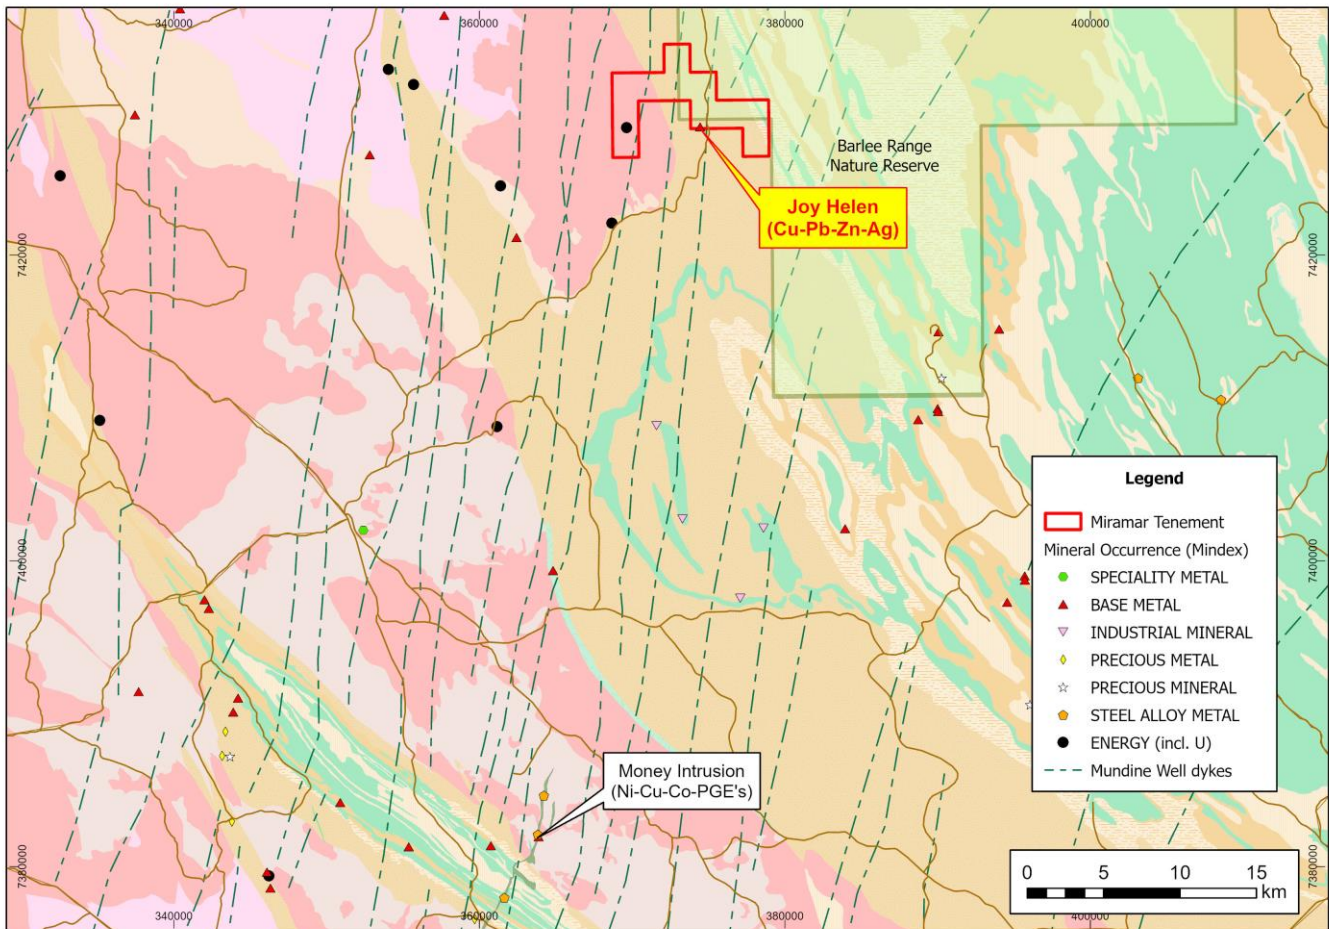 340000
360000
380000
400000
Barlee Range
Nature Reserve
Joy Helen
(Cu-Pb-Zn-Ag)
7420000
7420000
7400000
7400000
Legend
Miramar Tenement
Mineral Occurrence (Mindex)
SPECIALITY METAL
BASE METAL
INDUSTRIAL MINERAL
PRECIOUS METAL
PRECIOUS MINERAL
STEEL ALLOY METAL
ENERGY (incl. U)
Mundine Well dykes
Money Intrusion
(Ni-Cu-Co-PGE's)
7380000
7380000
0 5 10 15
km
340000
360000
380000
400000